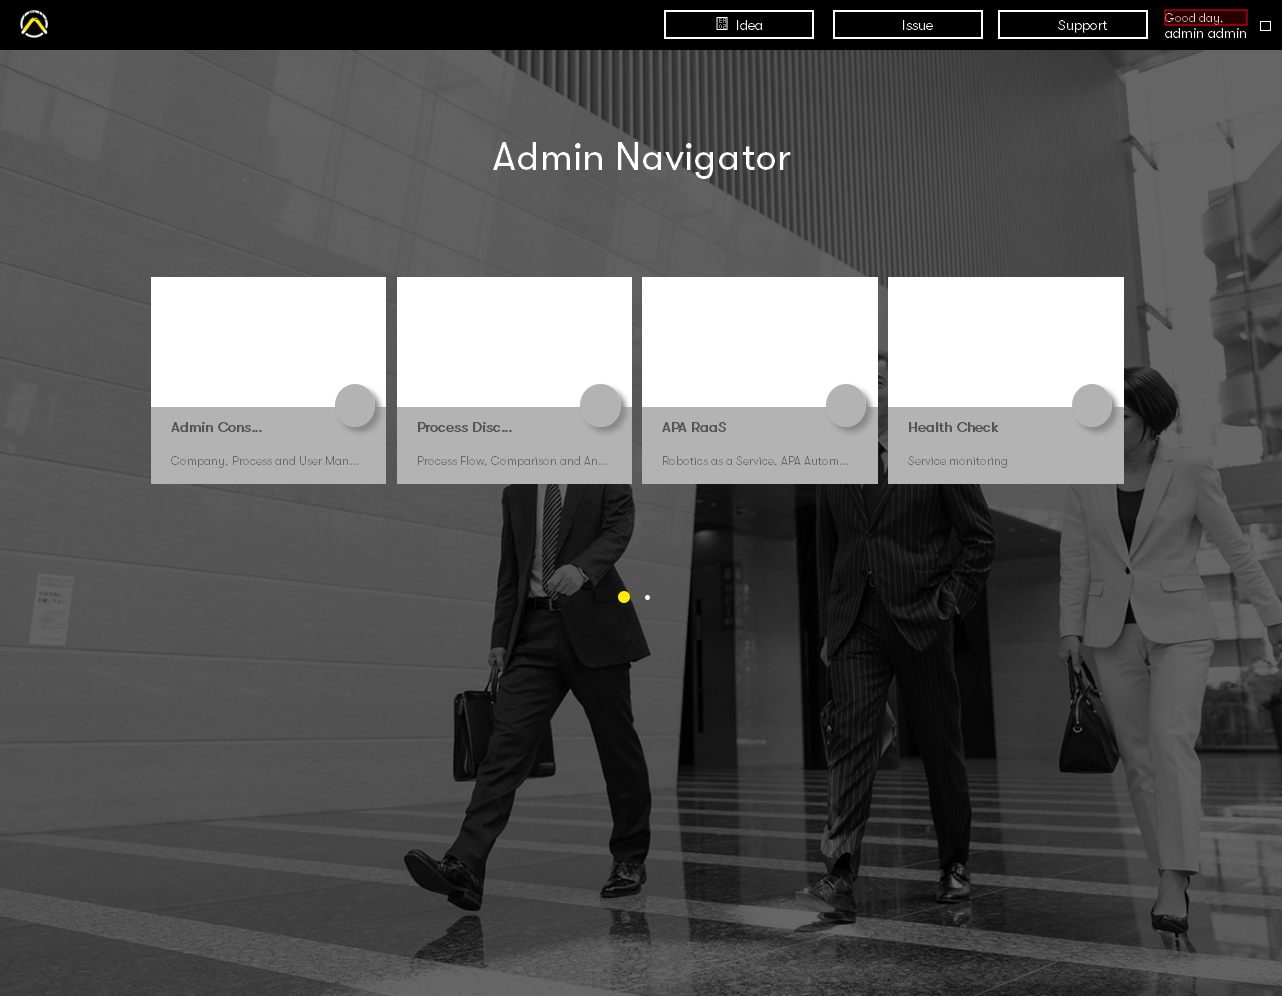 Idea
Issue
Support
Good day,
admin admin
Admin Navigator
Admin Cons...
Company, Process and User Man...
Process Disc...
Process Flow, Comparison and An...
APA RaaS
Robotics as a Service, APA Autom...
Health Check
Service monitoring